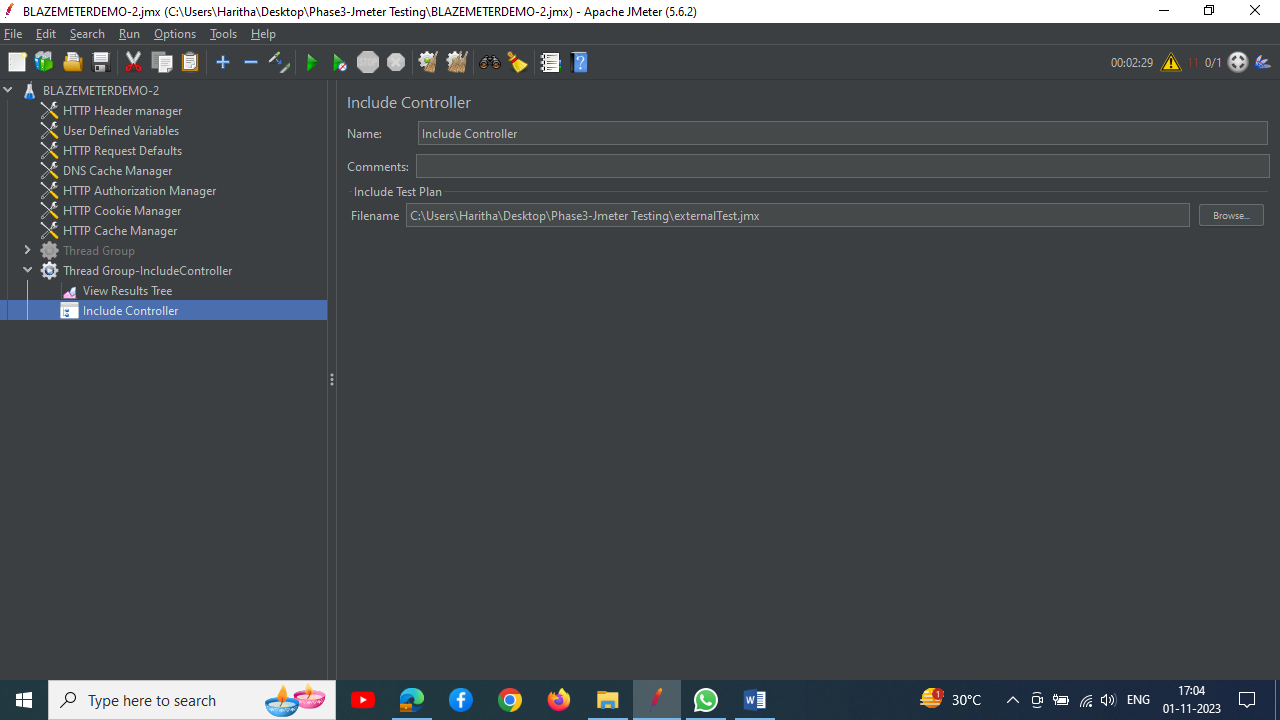 BLAZEMETERDEMO-2.jmx (C:\Users\Haritha\Desktop\Phase3-Jmeter Testing\BLAZEMETERDEMO-2.jmx) - Apache JMeter (5.6.2)
File Edit Search Run Options Tools Help
STOP 00:02:29 11 0/1
BLAZEMETERDEMO-2
HTTP Header manager
User Defined Variables
HTTP Request Defaults
DNS Cache Manager
HTTP Authorization Manager
HTTP Cookie Manager
HTTP Cache Manager
Thread Group
Thread Group-IncludeController
View Results Tree
Include Controller
Include Controller
Name: Include Controller
Comments:
Include Test Plan
Filename C:\Users\Haritha\Desktop\Phase3-Jmeter Testing\externalTest.jmx Browse...
Type here to search
1 30°C ENG 17:04
01-11-2023